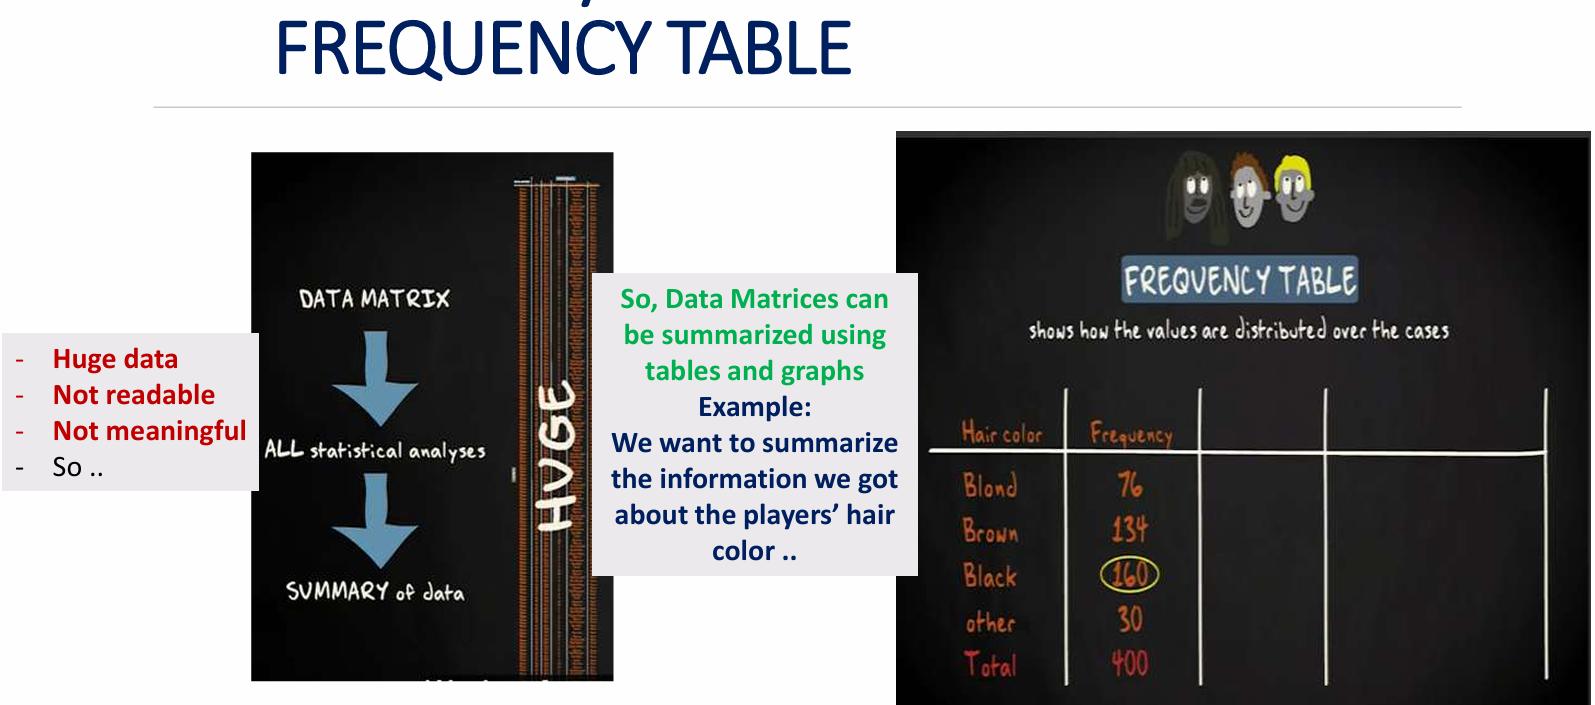 FREQUENCY TABLE
- Huge data
- Not readable
- Not meaningful
- So ..
DATA MATRIX
ALL statistical analyses
SUMMARY of data
HUGE
So, Data Matrices can
be summarized using
tables and graphs
Example:
We want to summarize
the information we got
about the players’ hair
color ..
FREQUENCY TABLE
shows how the values are distributed over the cases
Hair color Frequency
Blond 76
Brown 134
Black 160
other 30
Total 400